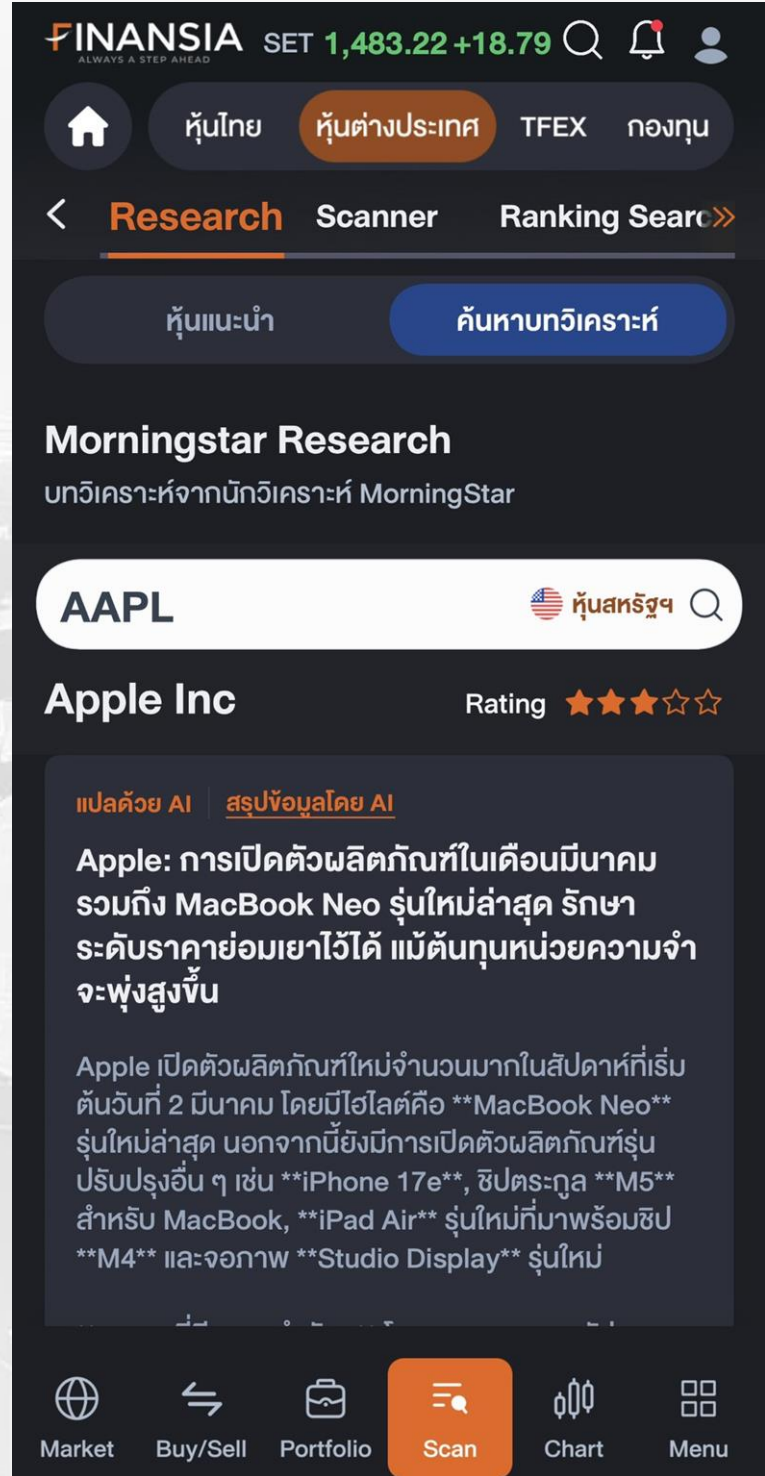 FINANSIA
ALWAYS A STEP AHEAD
SET 1,483.22 +18.79
หุ้นไทย หุ้นต่างประเทศ TFEX กองทุน
Research Scanner Ranking Searc
หุ้นแนะนำ ค้นหาบทวิเคราะห์
Morningstar Research
บทวิเคราะห์จากนักวิเคราะห์ MorningStar
AAPL หุ้นสหรัฐฯ
Apple Inc Rating
แปลด้วย AI สรุปข้อมูลโดย AI
Apple: การเปิดตัวผลิตภัณฑ์ในเดือนมีนาคม
รวมถึง MacBook Neo รุ่นใหม่ล่าสุด รักษา
ระดับราคาย่อมเยาไว้ได้ แม้ต้นทุนหน่วยความจำ
จะพุ่งสูงขึ้น
Apple เปิดตัวผลิตภัณฑ์ใหม่จำนวนมากในสัปดาห์ที่เริ่ม
ต้นวันที่ 2 มีนาคม โดยมีไฮไลต์คือ **MacBook Neo**
รุ่นใหม่ล่าสุด นอกจากนี้ยังมีการเปิดตัวผลิตภัณฑ์รุ่น
ปรับปรุงอื่น ๆ เช่น **iPhone 17e**, ชิปตระกูล **M5**
สำหรับ MacBook, **iPad Air** รุ่นใหม่ที่มาพร้อมชิป
**M4** และจอภาพ **Studio Display** รุ่นใหม่
Market Buy/Sell Portfolio Scan Chart Menu